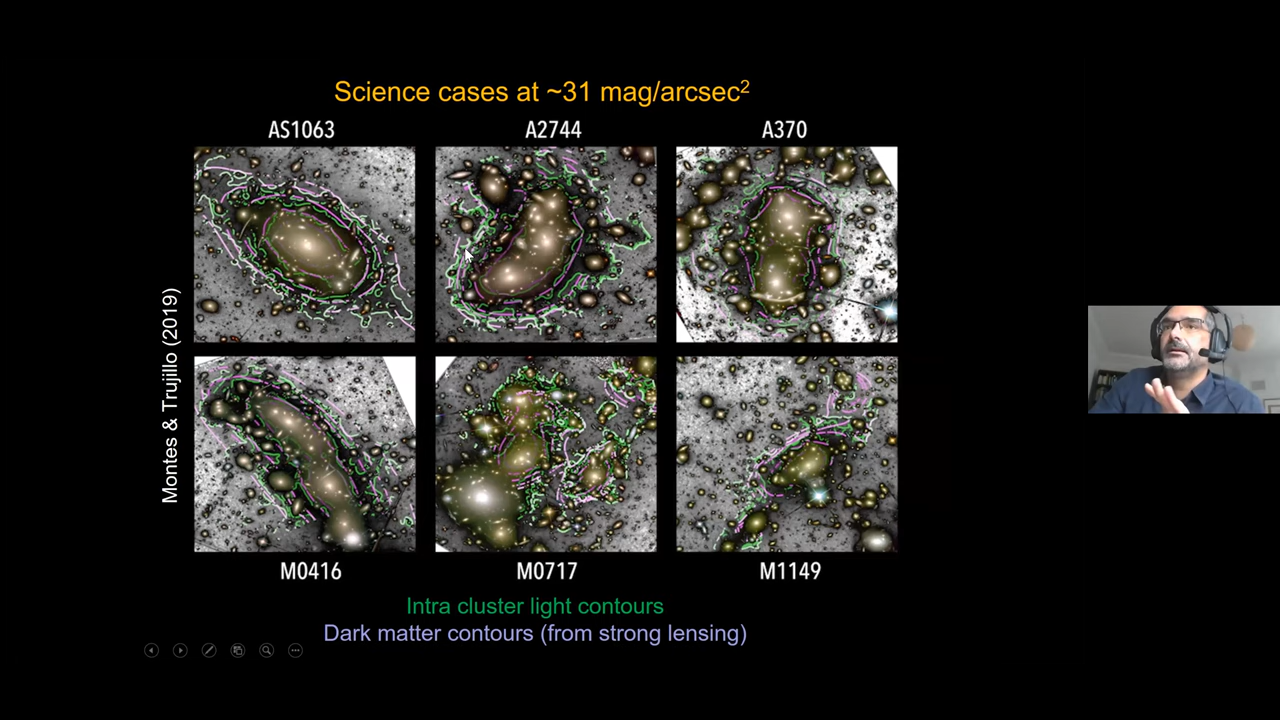 Science cases at ~31 mag/arcsec²
AS1063
A2744
A370
Montes & Trujillo (2019)
M0416
M0717
M1149
Intra cluster light contours
Dark matter contours (from strong lensing)